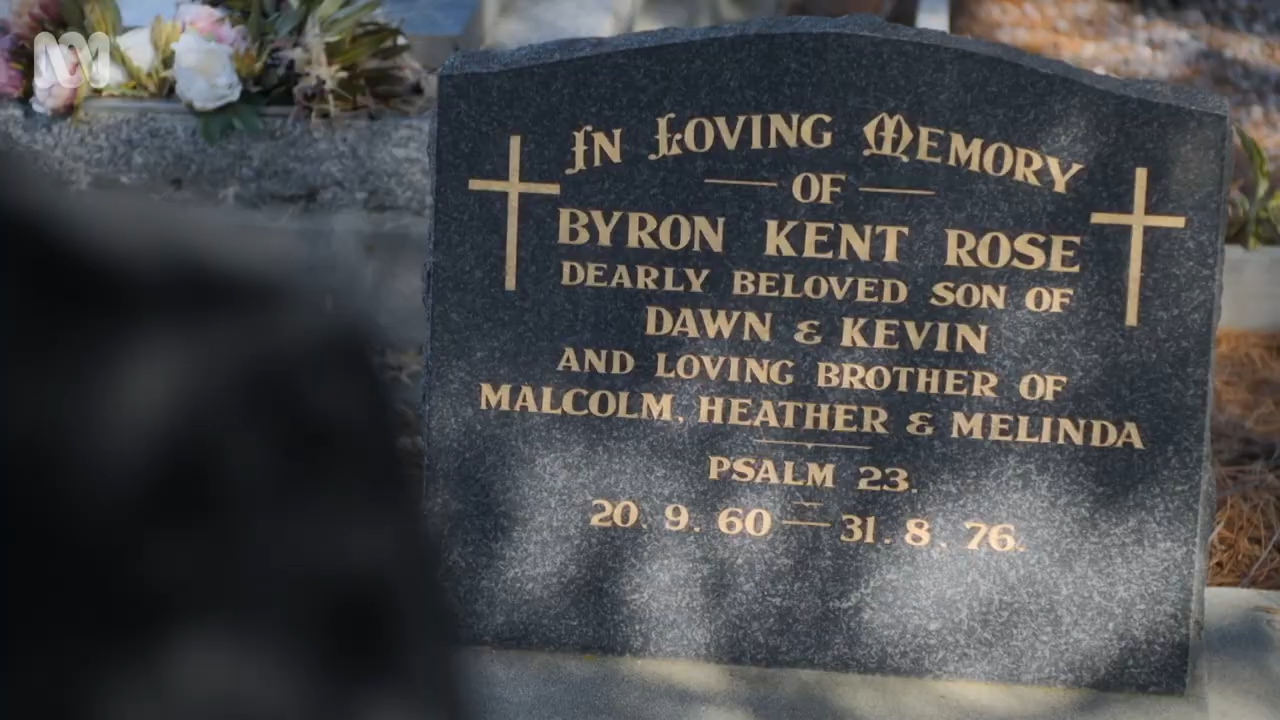 IN LOVING MEMORY
OF
BYRON KENT ROSE
DEARLY BELOVED SON OF
DAWN & KEVIN
AND LOVING BROTHER OF
MALCOLM, HEATHER & MELINDA
PSALM 23.
20. 9. 60 — 31. 8. 76.